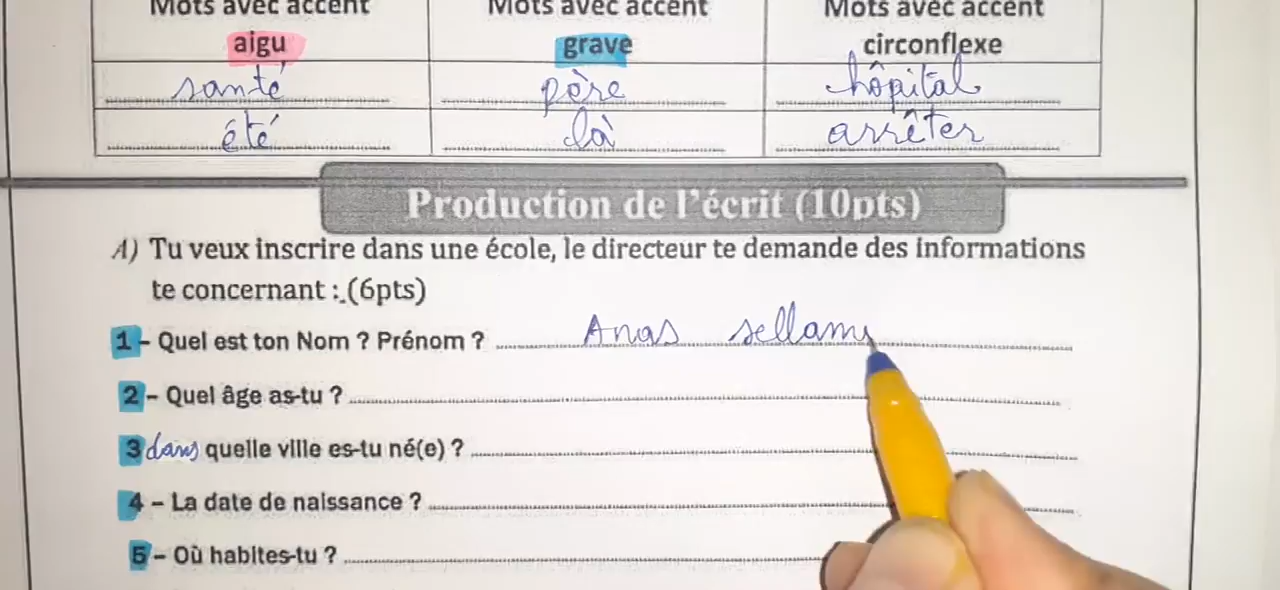 Mots avec accent Mots avec accent Mots avec accent
aigu grave circonflexe
santé père hôpital
été là arrêter
Production de l'écrit (10pts)
A) Tu veux inscrire dans une école, le directeur te demande des informations
te concernant :.(6pts)
1 - Quel est ton Nom ? Prénom ? Anas sellami
2 - Quel âge as-tu ?
3 dans quelle ville es-tu né(e) ?
4 - La date de naissance ?
5 - Où habites-tu ?